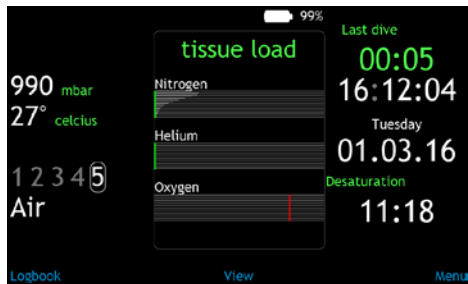 99%
Last dive
00:05
16:12:04
Tuesday
01.03.16
Desaturation
11:18
tissue load
Nitrogen
Helium
Oxygen
990 mbar
27° celcius
1 2 3 4 5
Air
Logbook
View
Menu